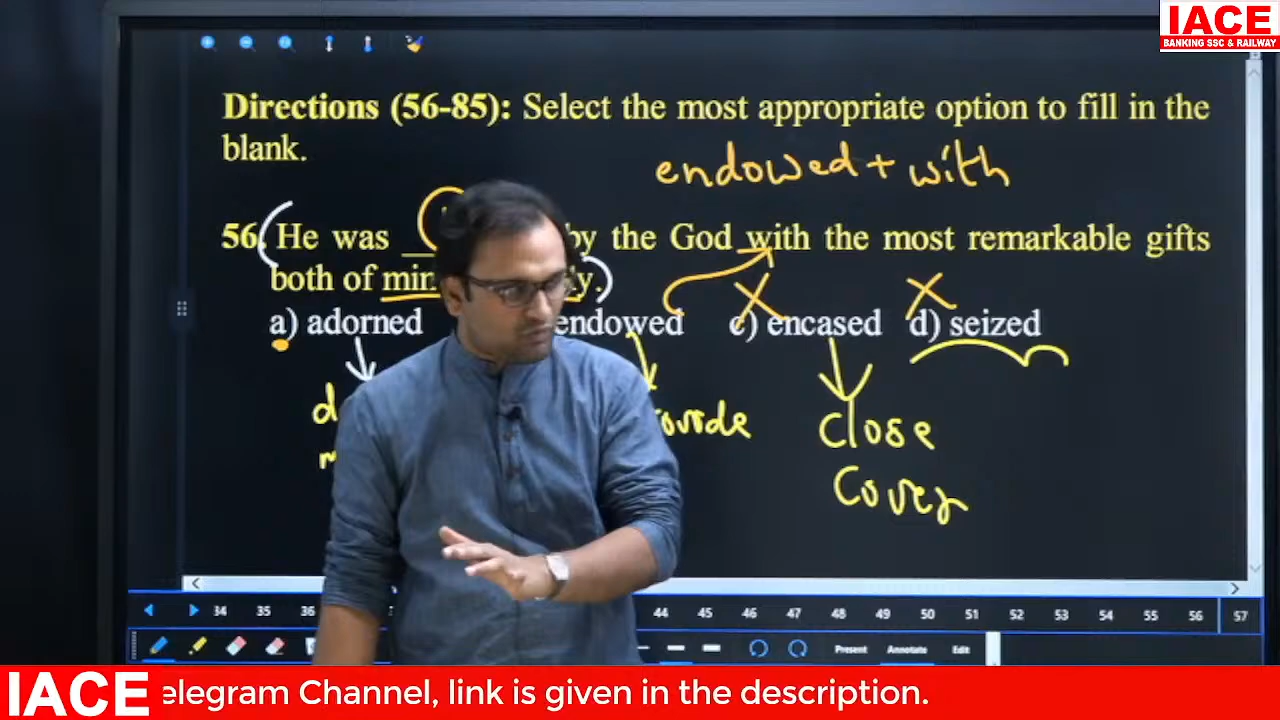 IACE
BANKING SSC & RAILWAY
Directions (56-85): Select the most appropriate option to fill in the
blank.
endowed + with
56. He was by the God with the most remarkable gifts
both of
a) adorned endowed c) encased d) seized
close
cover
34 35 36 44 45 46 47 48 49 50 51 52 53 54 55 56 57
Present Annotate Edit
IACE elegram Channel, link is given in the description.